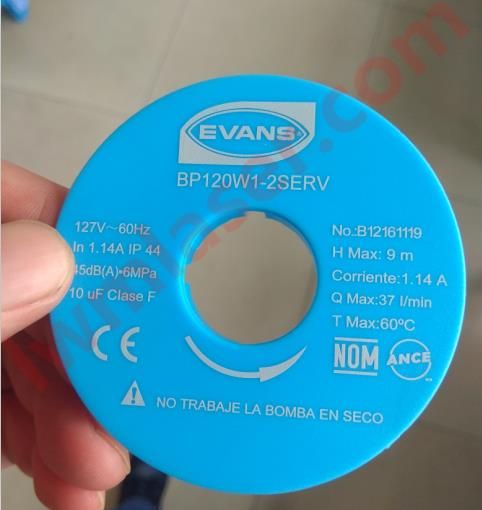 EVANS®
BP120W1-2SERV
127V~60Hz
In 1.14A IP 44
45dB(A)•6MPa
10 uF Clase F
No.:B12161119
H Max: 9 m
Corriente:1.14 A
Q Max:37 l/min
T Max:60ºC
CE
NOM
ANCE
NO TRABAJE LA BOMBA EN SECO